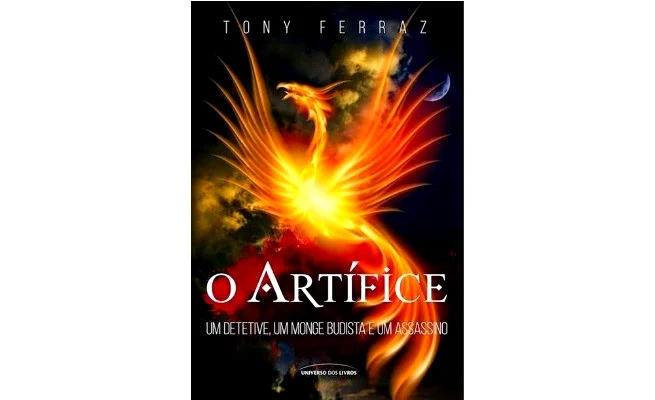 TONY FERRAZ
O ARTÍFICE
UM DETETIVE, UM MONGE BUDISTA E UM ASSASSINO
UNIVERSO DOS LIVROS